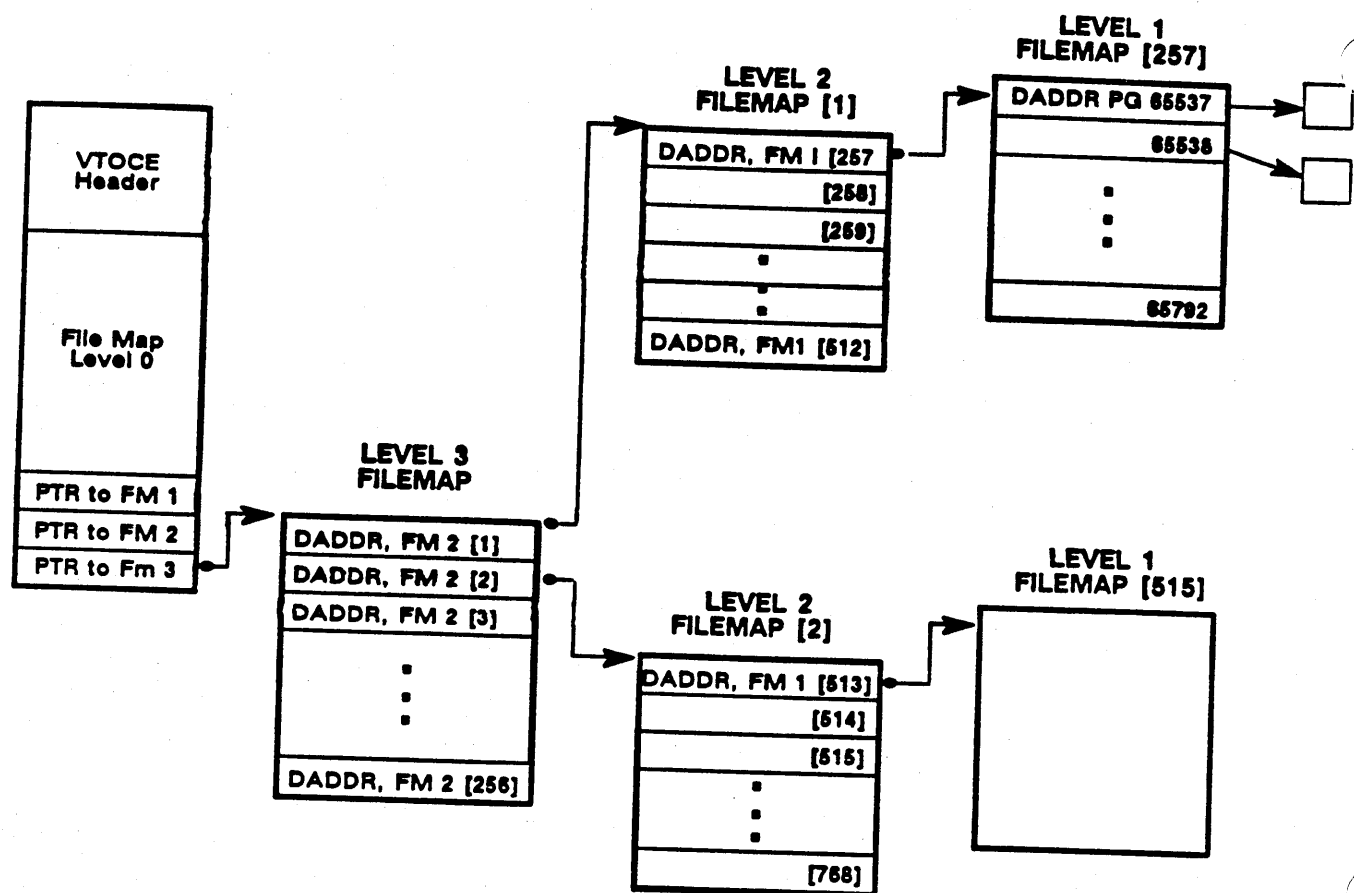 VTOCE
Header
File Map
Level 0
PTR to FM 1
PTR to FM 2
PTR to Fm 3
LEVEL 3
FILEMAP
DADDR, FM 2 [1]
DADDR, FM 2 [2]
DADDR, FM 2 [3]
DADDR, FM 2 [256]
LEVEL 2
FILEMAP [1]
DADDR, FM I [257
[258]
[259]
DADDR, FM1 [512]
LEVEL 1
FILEMAP [257]
DADDR PG 65537
65538
65792
LEVEL 2
FILEMAP [2]
DADDR, FM 1 [513]
[514]
[515]
[768]
LEVEL 1
FILEMAP [515]